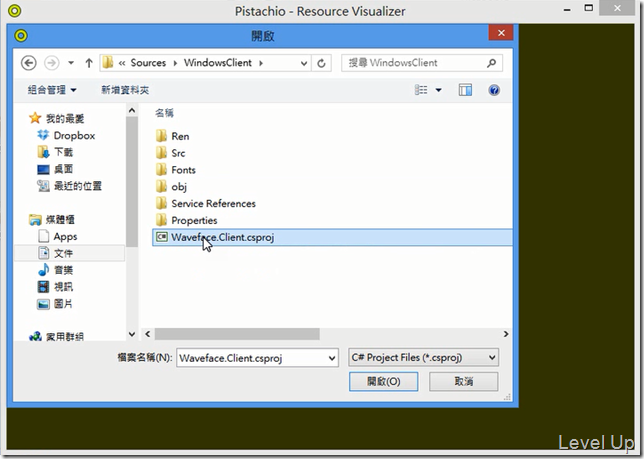 Pistachio - Resource Visualizer
開啟
Sources
WindowsClient
搜尋 WindowsClient
組合管理
新增資料夾
我的最愛
Dropbox
下載
桌面
最近的位置
媒體櫃
Apps
文件
音樂
視訊
圖片
家用群組
名稱
Ren
Src
Fonts
obj
Service References
Properties
Waveface.Client.csproj
檔案名稱(N):
Waveface.Client.csproj
C# Project Files (*.csproj)
開啟(O)
取消
Level Up